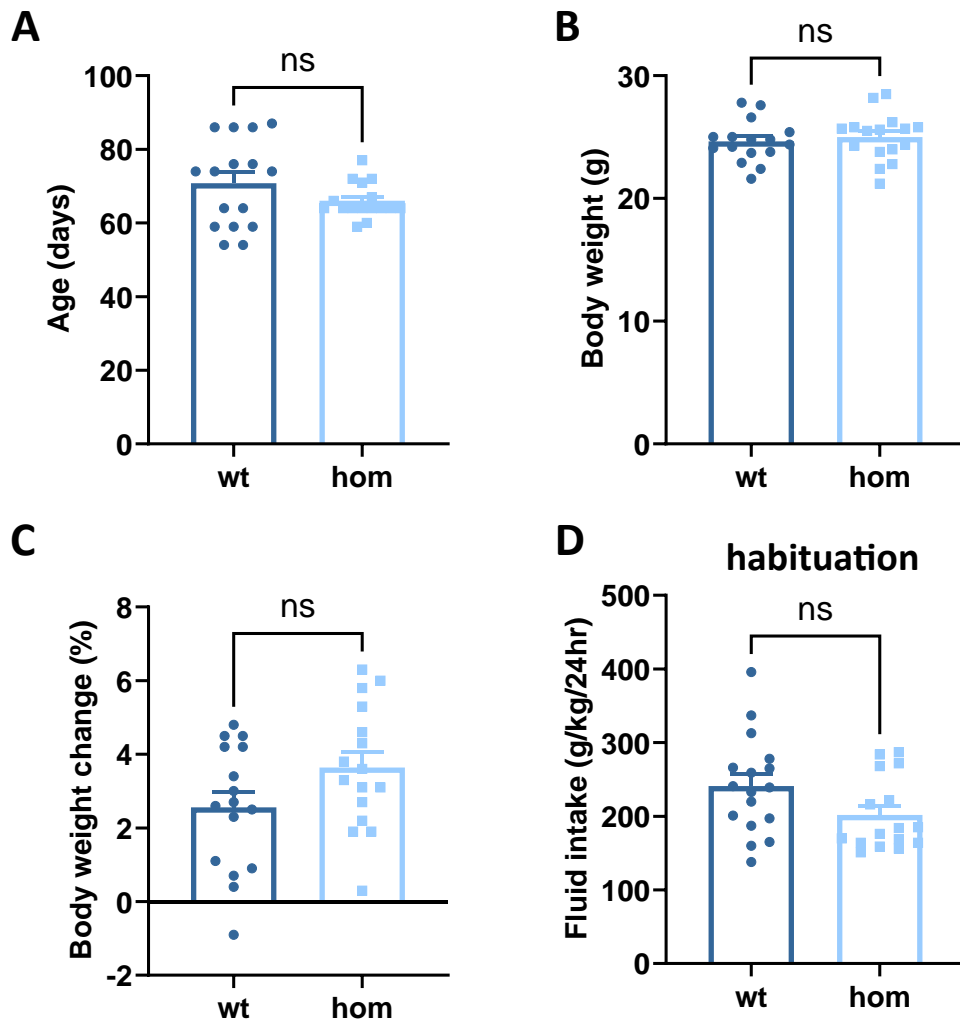 A
ns
100
80
60
40
20
0
Age (days)
wt hom
B
ns
30
20
10
0
Body weight (g)
wt hom
C
ns
8
6
4
2
0
-2
Body weight change (%)
wt hom
D
habituation
ns
500
400
300
200
100
0
Fluid intake (g/kg/24hr)
wt hom